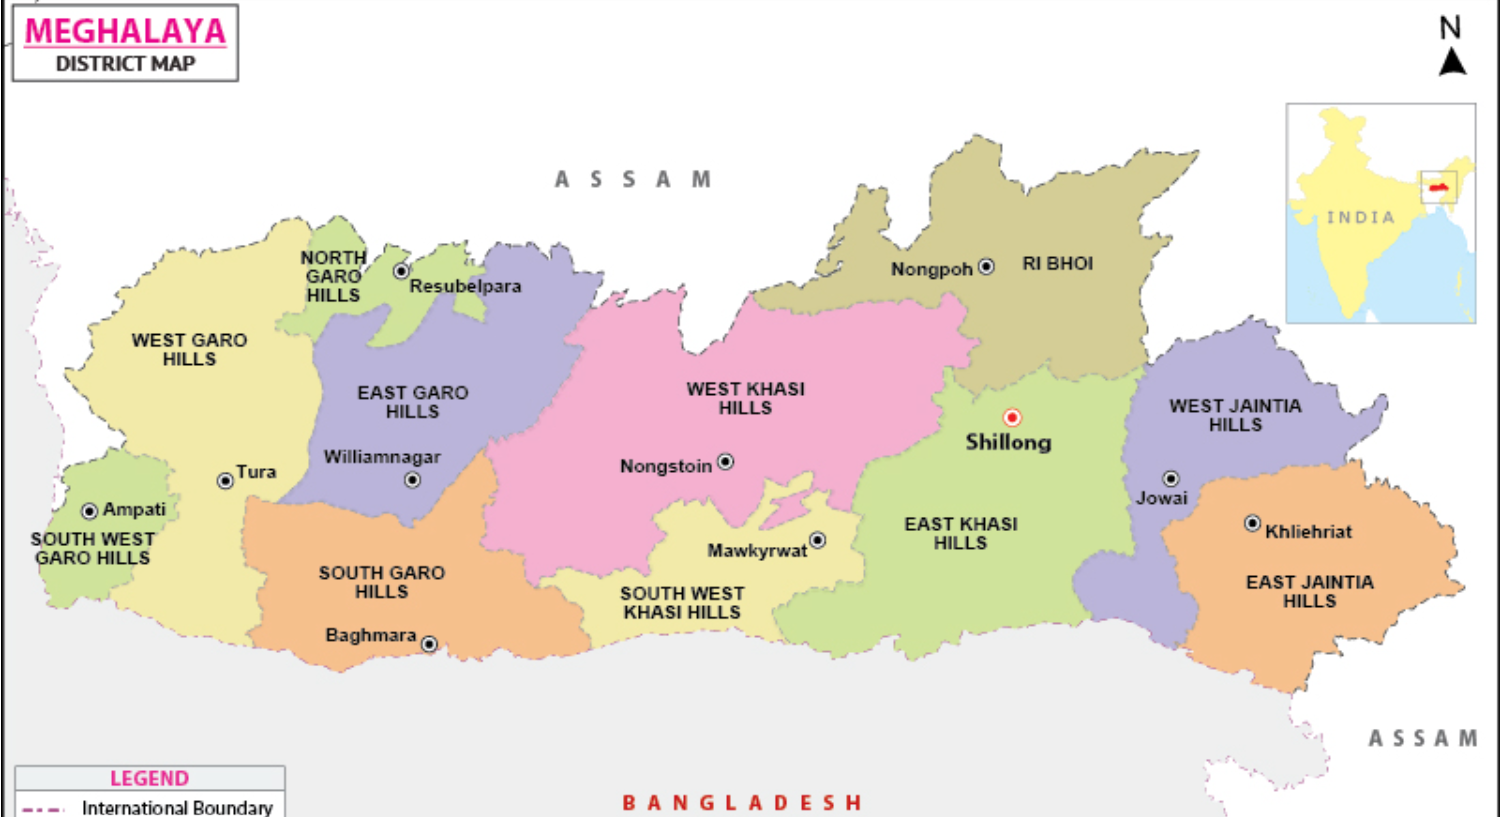 MEGHALAYA
DISTRICT MAP
N
ASSAM
INDIA
NORTH
GARO
HILLS
Resubelpara
Nongpoh
RI BHOI
WEST GARO
HILLS
EAST GARO
HILLS
WEST KHASI
HILLS
WEST JAINTIA
HILLS
Shillong
Williamnagar
Tura
Nongstoin
Jowai
Ampati
SOUTH WEST
GARO HILLS
EAST KHASI
HILLS
Khliehriat
Mawkyrwat
SOUTH GARO
HILLS
SOUTH WEST
KHASI HILLS
EAST JAINTIA
HILLS
Baghmara
ASSAM
LEGEND
International Boundary
BANGLADESH